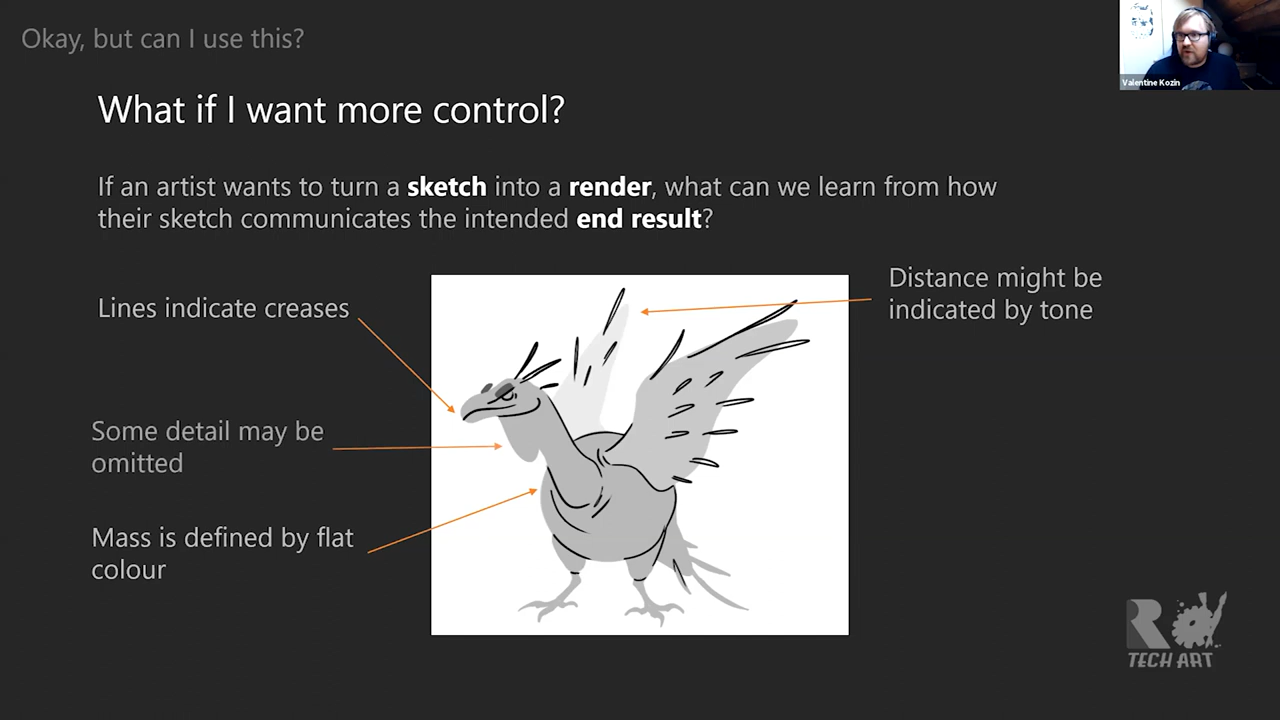 Okay, but can I use this?
Valentine Kozin
What if I want more control?
If an artist wants to turn a sketch into a render, what can we learn from how
their sketch communicates the intended end result?
Distance might be
indicated by tone
Lines indicate creases
Some detail may be
omitted
Mass is defined by flat
colour
R
TECH ART